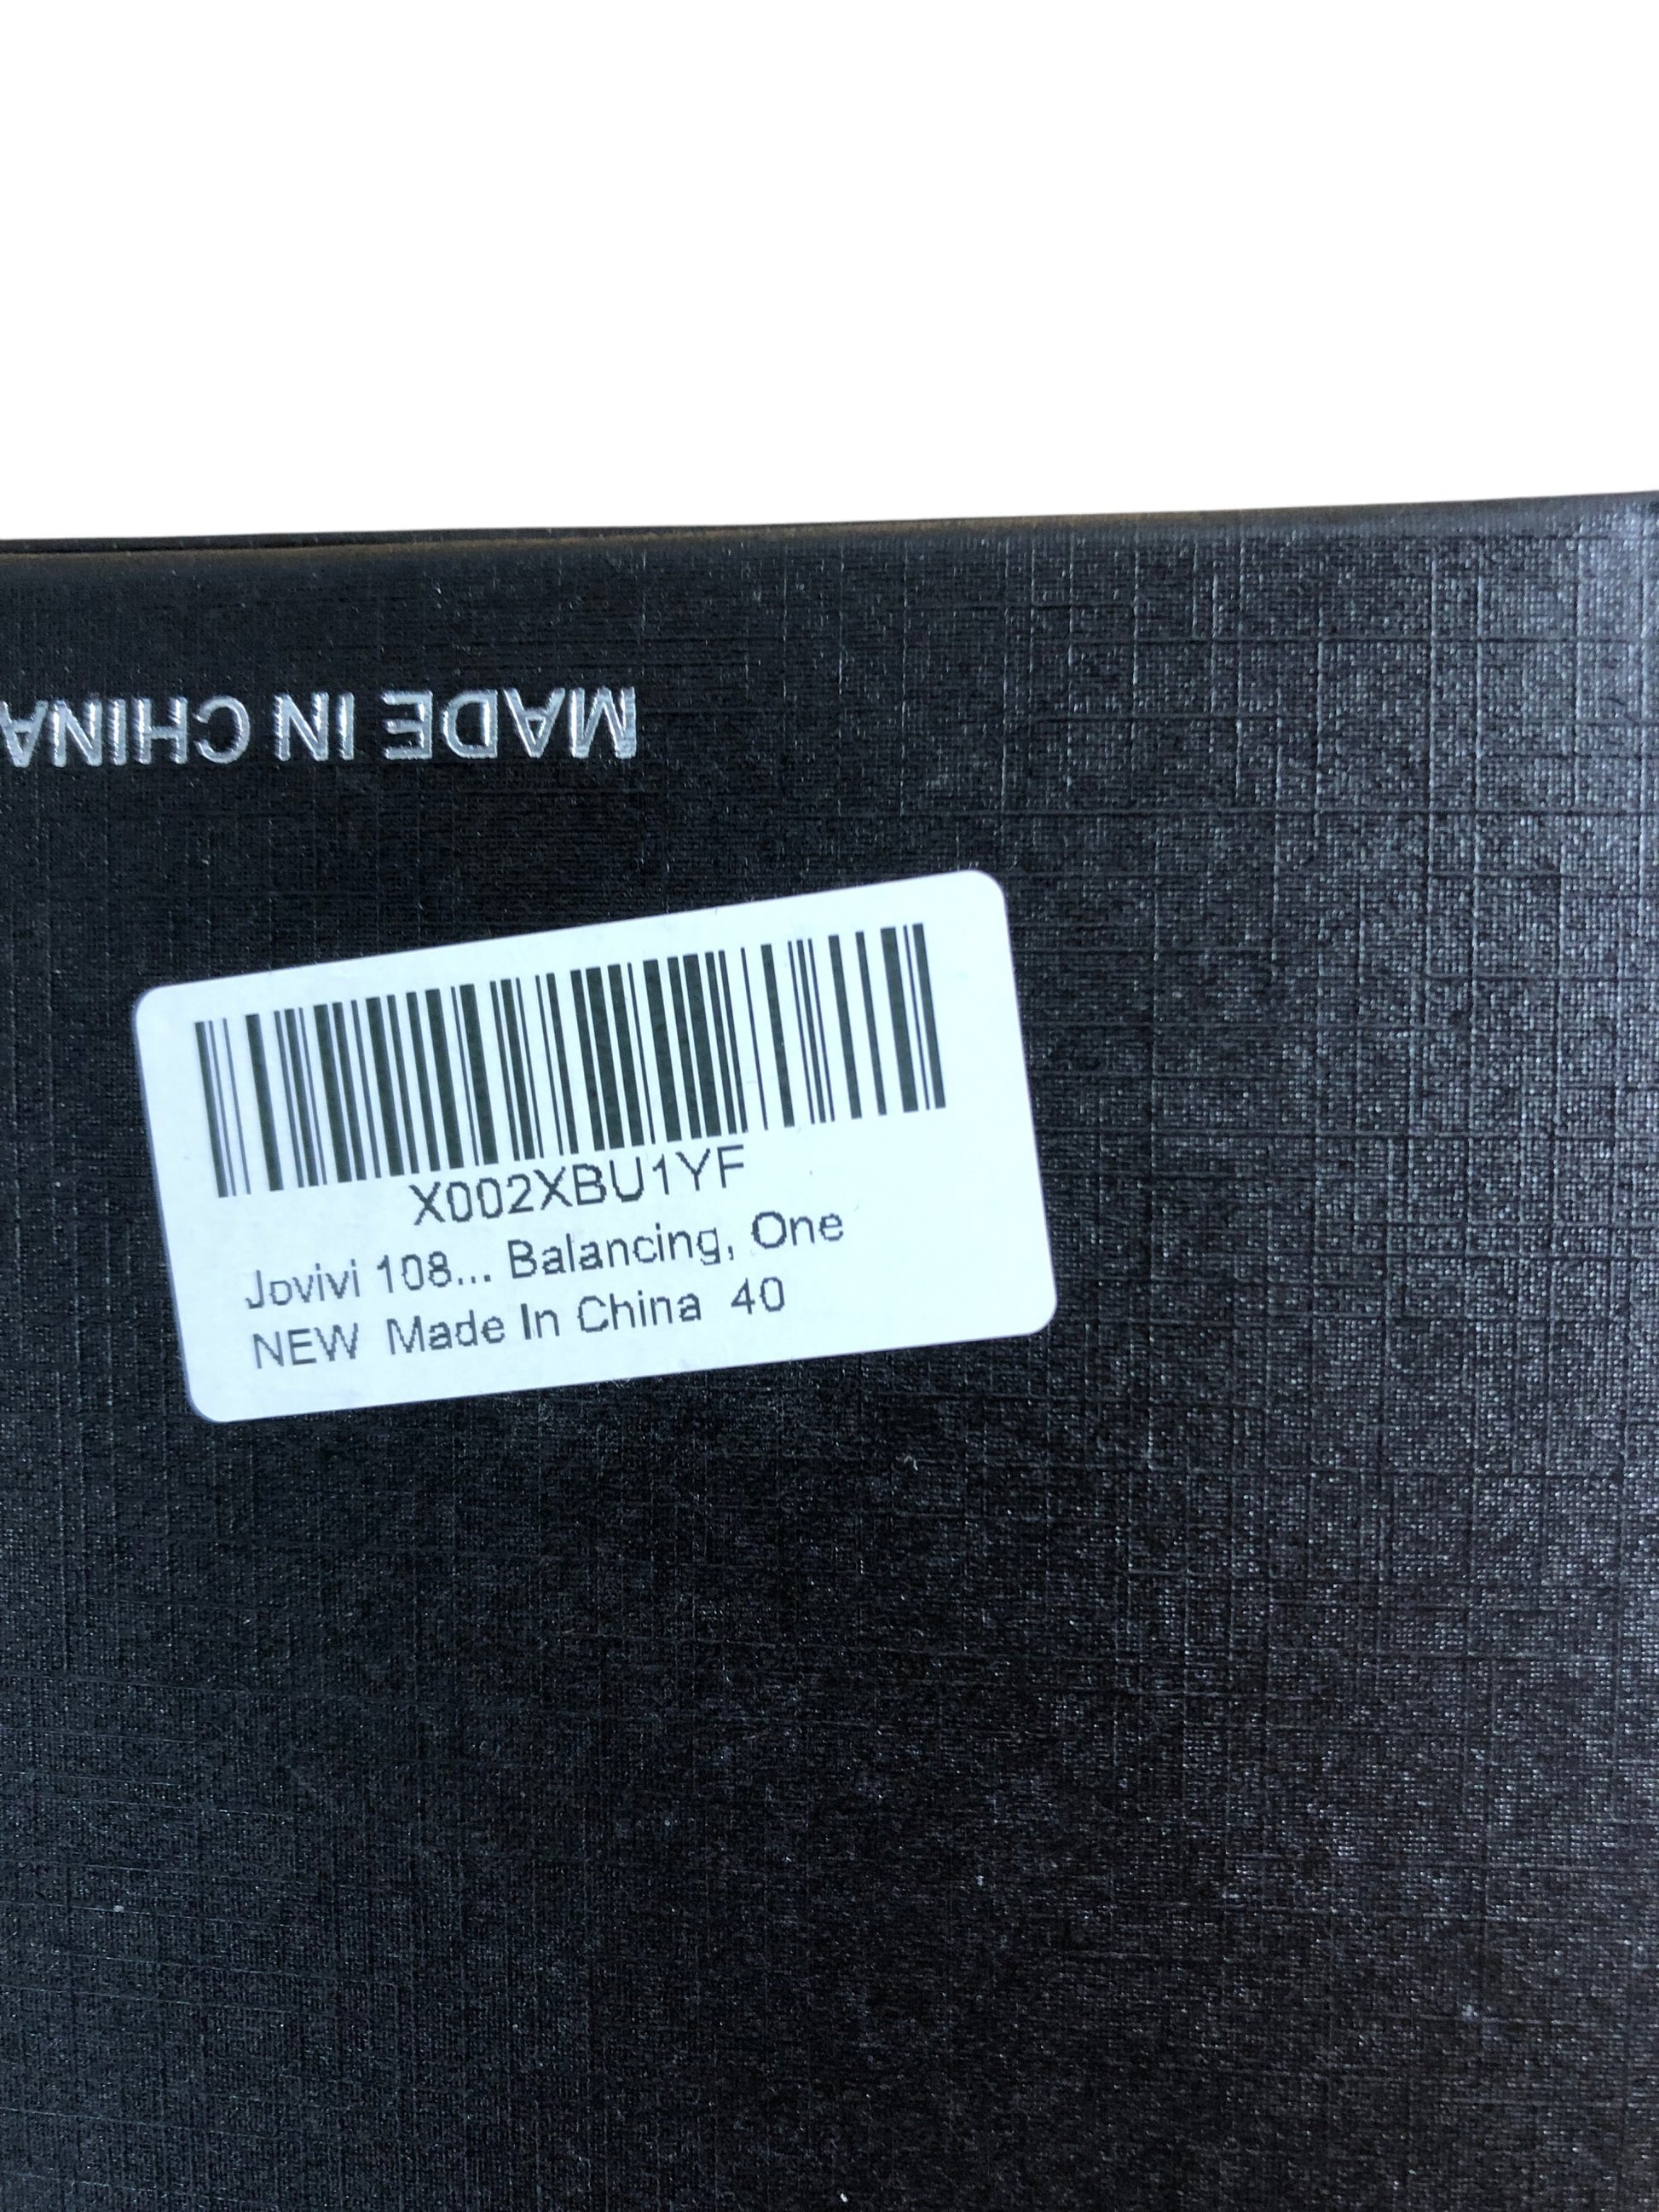 MADE IN CHINA
X002XBU1YF
Jovivi 108... Balancing, One
NEW Made In China 40